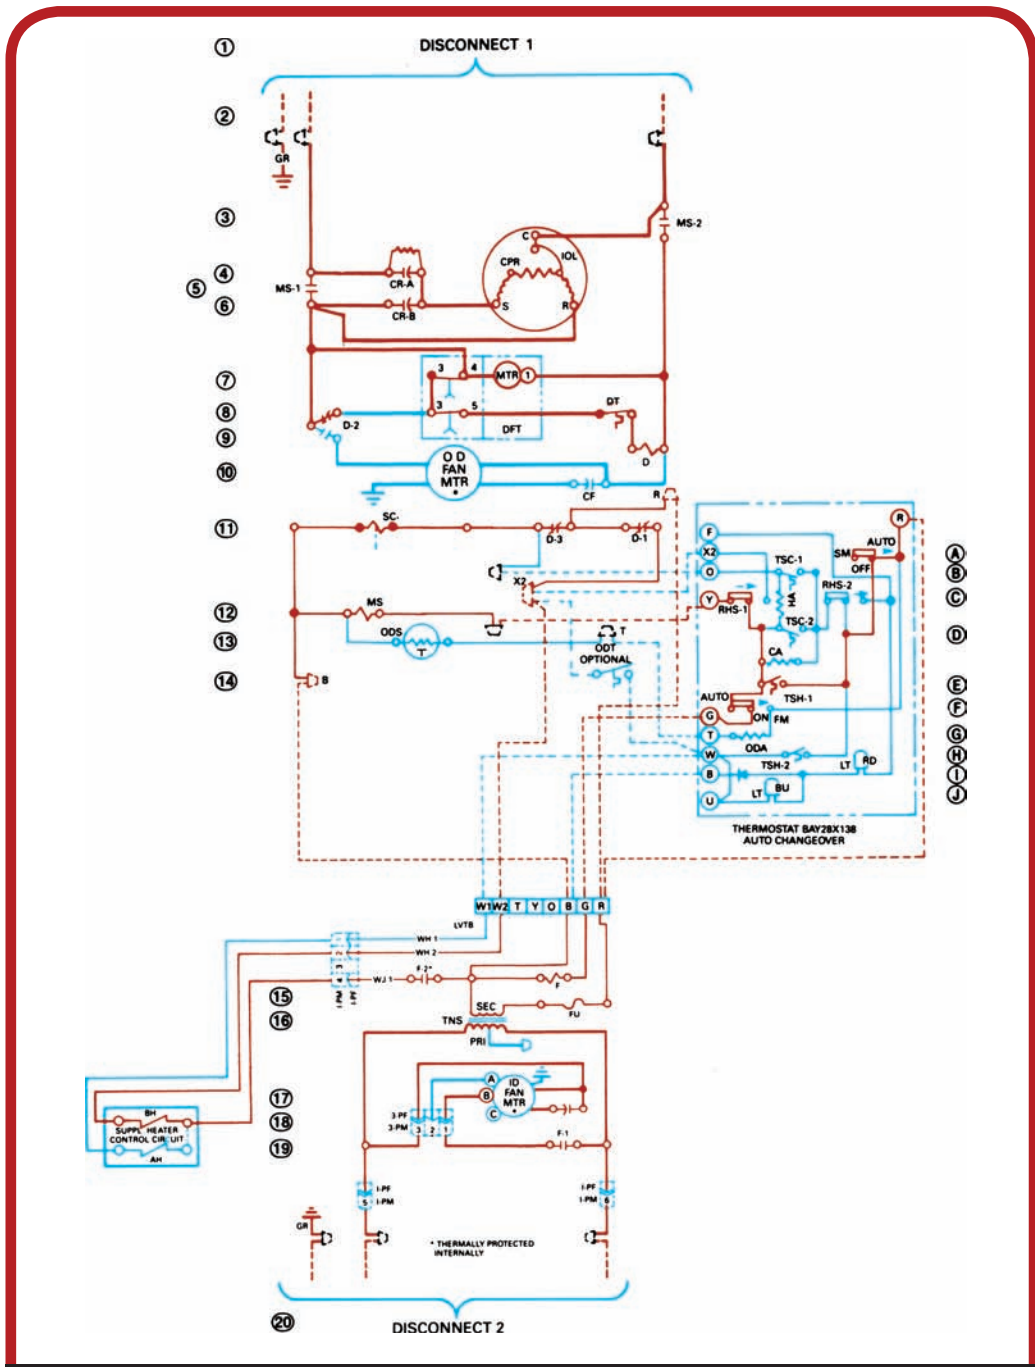 ① DISCONNECT 1
②
GR
③ MS-2
C
CPR IOL
④
CR-A
⑤ MS-1
⑥ S R
CR-B
3 4
⑦ MTR 1
DT
⑧ 3 5
D-2 DFT
⑨
D
⑩ O D
FAN
MTR
*
CF
R
⑪ SC-
D-3 D-1
X2
⑫ MS
⑬ ODS
T
T
ODT
OPTIONAL
⑭ B
R
F
AUTO
X2 SM Ⓐ
TSC-1 OFF
O Ⓑ
RHS-2
Y HA Ⓒ
RHS-1
TSC-2 Ⓓ
CA
Ⓔ
AUTO TSH-1
G ON FM Ⓕ
T Ⓖ
ODA
W Ⓗ
TSH-2 LT RD
B Ⓘ
LT BU
U Ⓙ
THERMOSTAT BAY28X138
AUTO CHANGEOVER
W1 W2 T Y O B G R
LVTB
1 WH 1
2 WH 2
3
4 WJ 1 F-2* F
I-PM I-PF
⑮ SEC FU
⑯ TNS
PRI
A
⑰ B ID
FAN
MTR
*
C
BH
⑱ 3-PF
3-PM 3 2 1
SUPPL HEATER
CONTROL CIRCUIT
⑲ F-1
AH
I-PF I-PF
5 I-PM I-PM 6
GR
* THERMALLY PROTECTED
INTERNALLY
⑳
DISCONNECT 2